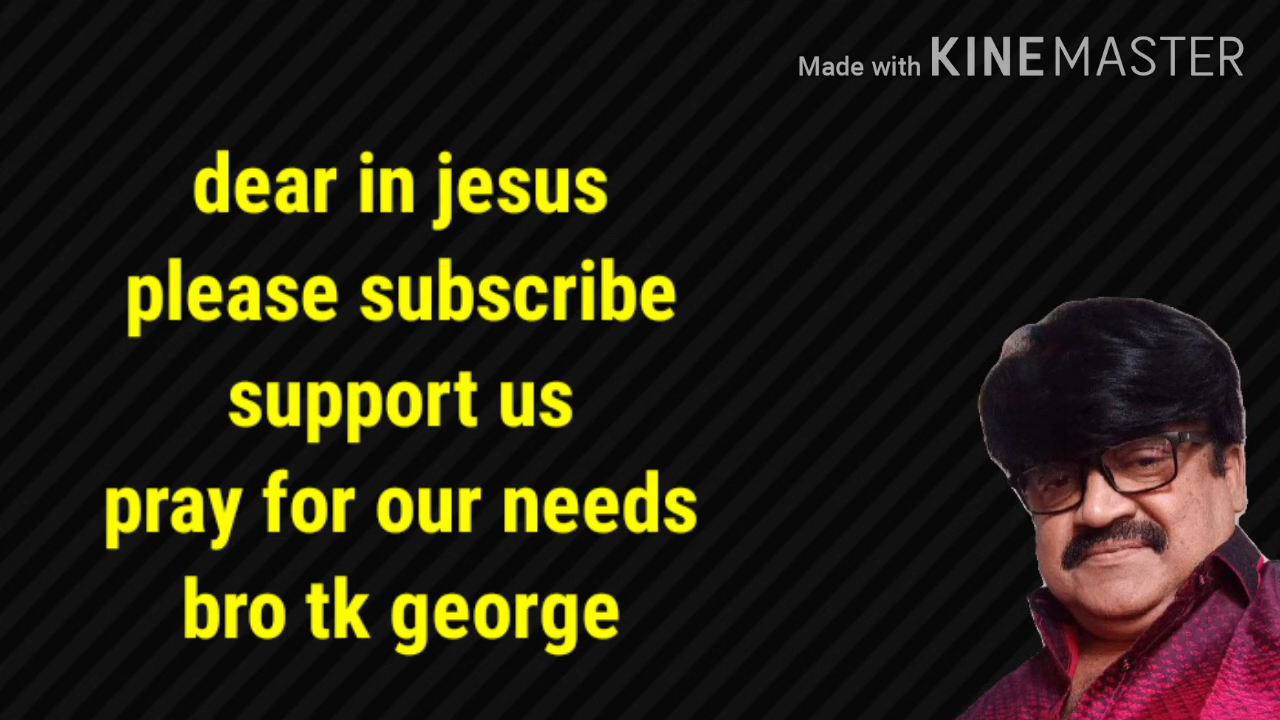 Made with KINEMASTER
dear in jesus
please subscribe
support us
pray for our needs
bro tk george